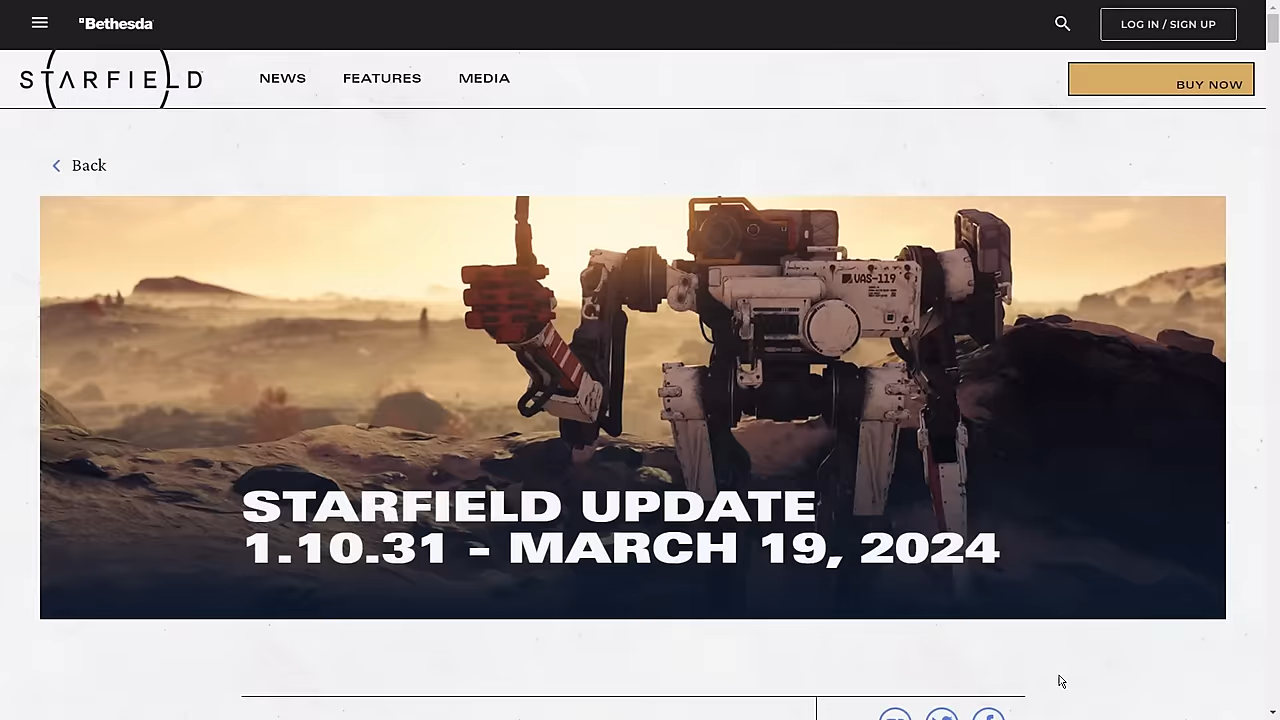 Bethesda
LOG IN / SIGN UP
STARFIELD
NEWS
FEATURES
MEDIA
BUY NOW
Back
VAS-119
STARFIELD UPDATE
1.10.31 - MARCH 19, 2024